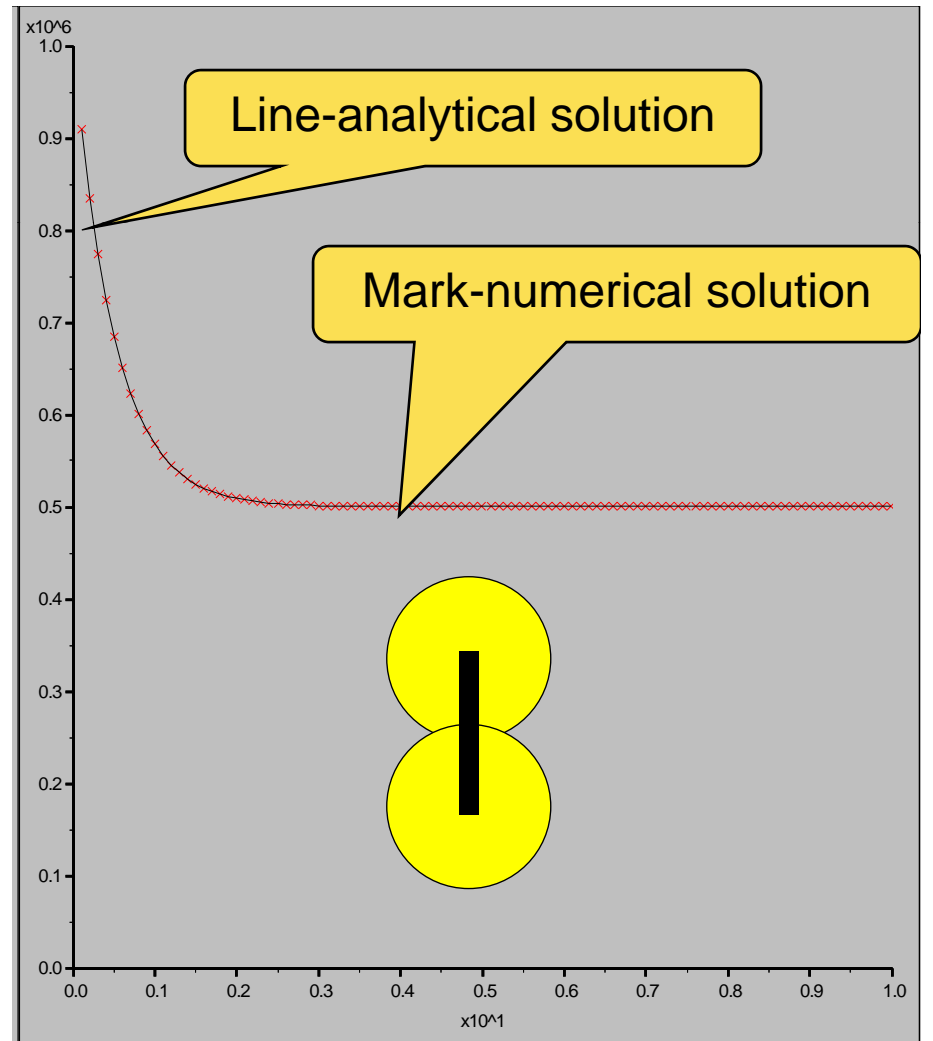 x10^6
1.0
Line-analytical solution
0.9
0.8
Mark-numerical solution
0.7
0.6
0.5
0.4
0.3
0.2
0.1
0.0
0.0 0.1 0.2 0.3 0.4 0.5 0.6 0.7 0.8 0.9 1.0
x10^1